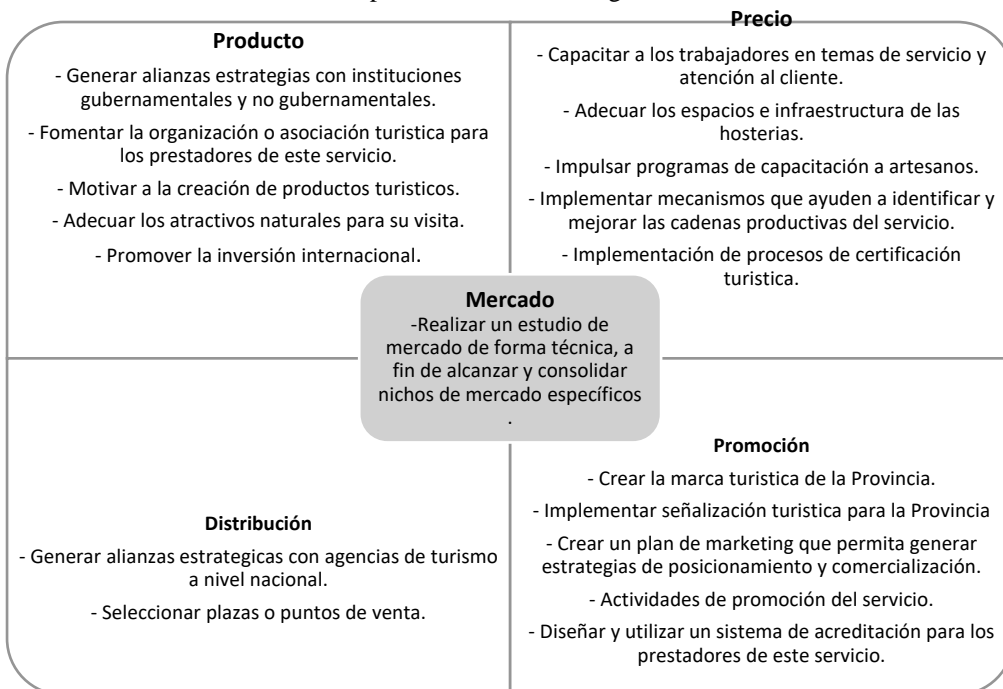 Producto
- Generar alianzas estrategias con instituciones
gubernamentales y no gubernamentales.
- Fomentar la organización o asociación turistica para
los prestadores de este servicio.
- Motivar a la creación de productos turisticos.
- Adecuar los atractivos naturales para su visita.
- Promover la inversión internacional.
Precio
- Capacitar a los trabajadores en temas de servicio y
atención al cliente.
- Adecuar los espacios e infraestructura de las
hosterias.
- Impulsar programas de capacitación a artesanos.
- Implementar mecanismos que ayuden a identificar y
mejorar las cadenas productivas del servicio.
- Implementación de procesos de certificación
turistica.
Mercado
-Realizar un estudio de
mercado de forma técnica, a
fin de alcanzar y consolidar
nichos de mercado específicos
.
Distribución
- Generar alianzas estrategicas con agencias de turismo
a nivel nacional.
- Seleccionar plazas o puntos de venta.
Promoción
- Crear la marca turistica de la Provincia.
- Implementar señalización turistica para la Provincia
- Crear un plan de marketing que permita generar
estrategias de posicionamiento y comercialización.
- Actividades de promoción del servicio.
- Diseñar y utilizar un sistema de acreditación para los
prestadores de este servicio.